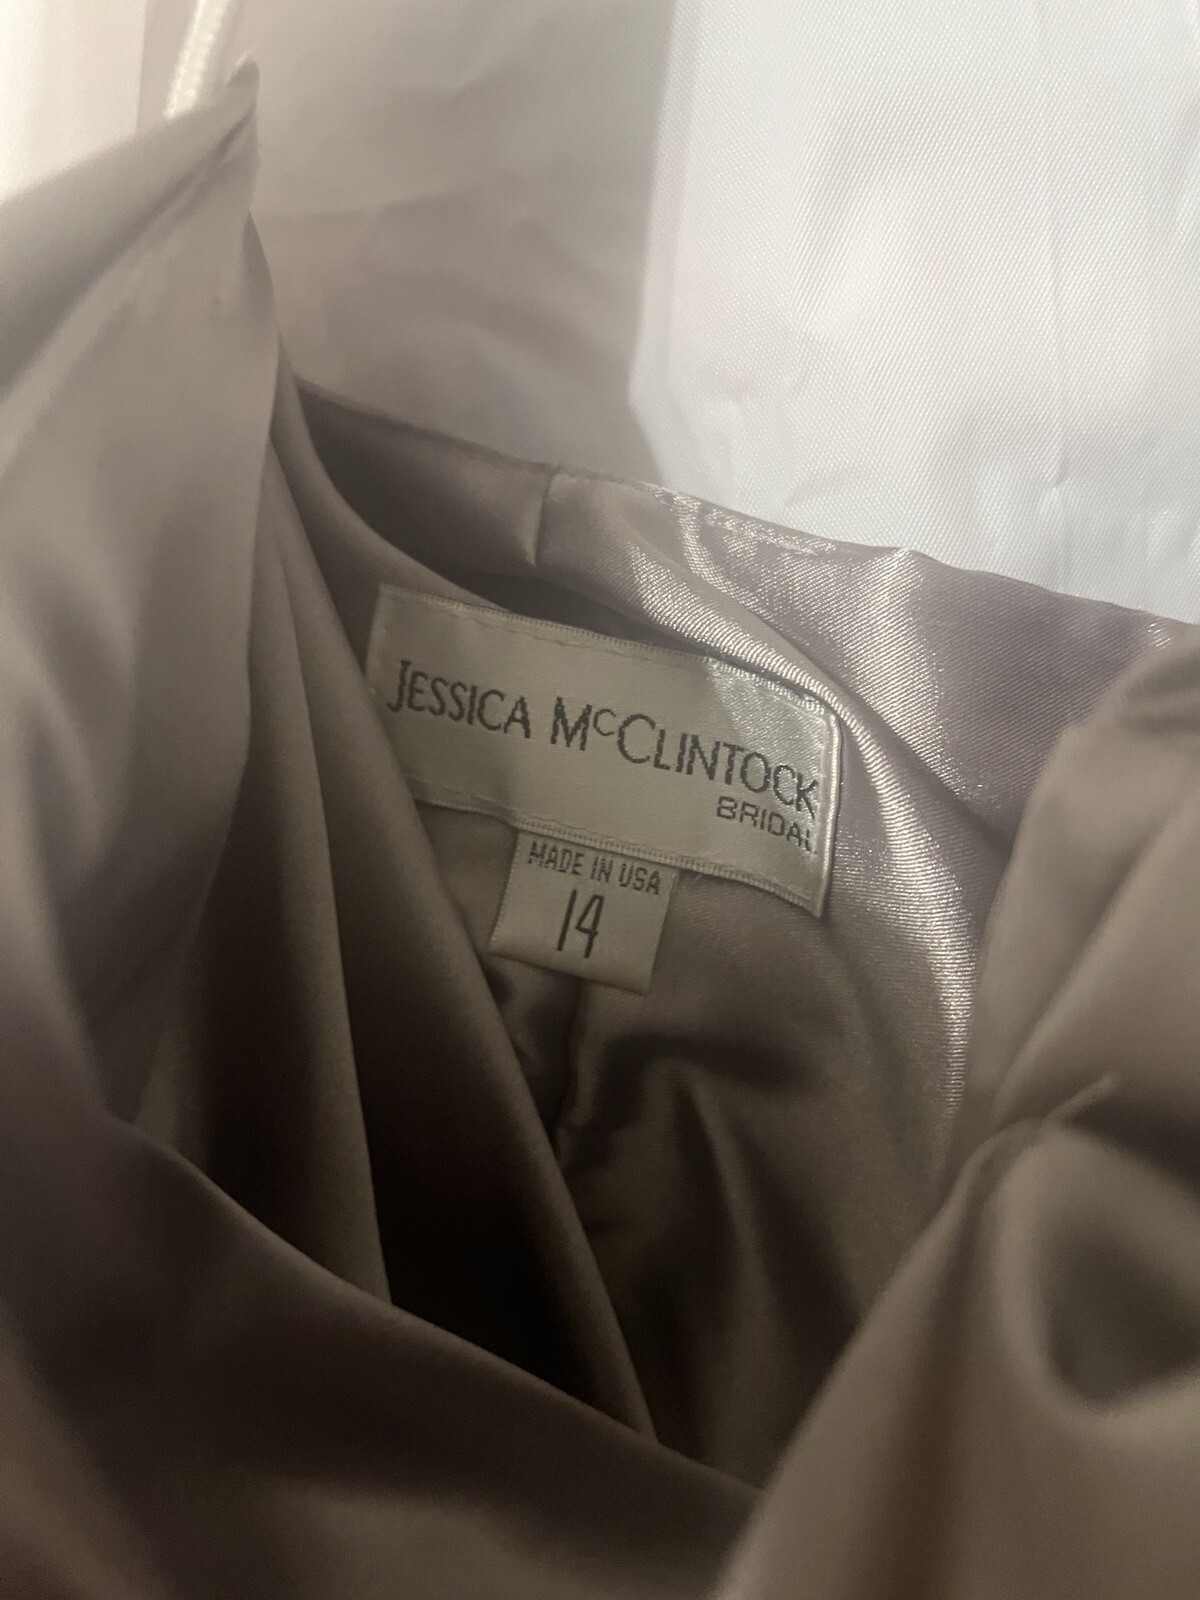 JESSICA MCCLINTOCK
BRIDAL
MADE IN USA
14